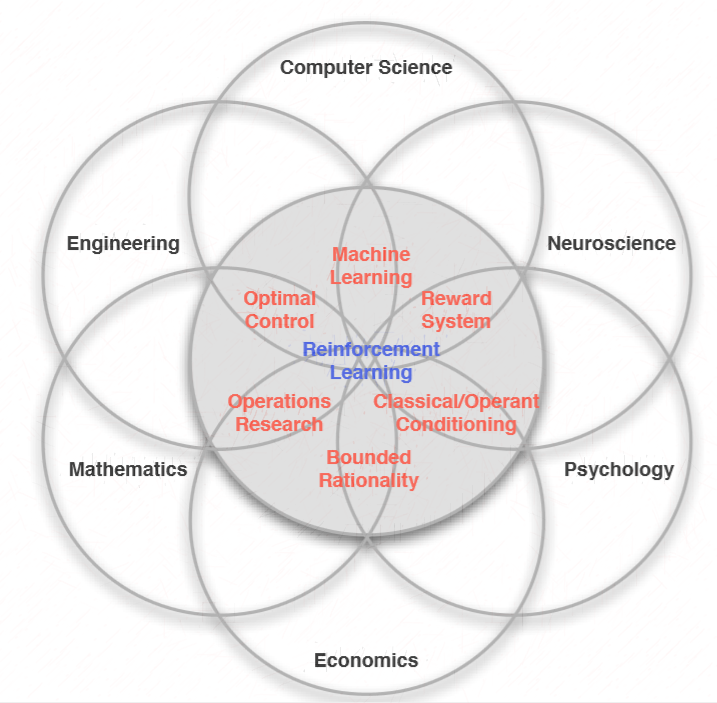 Computer Science
Engineering
Neuroscience
Machine
Learning
Optimal
Control
Reward
System
Reinforcement
Learning
Operations
Research
Classical/Operant
Conditioning
Bounded
Rationality
Mathematics
Psychology
Economics